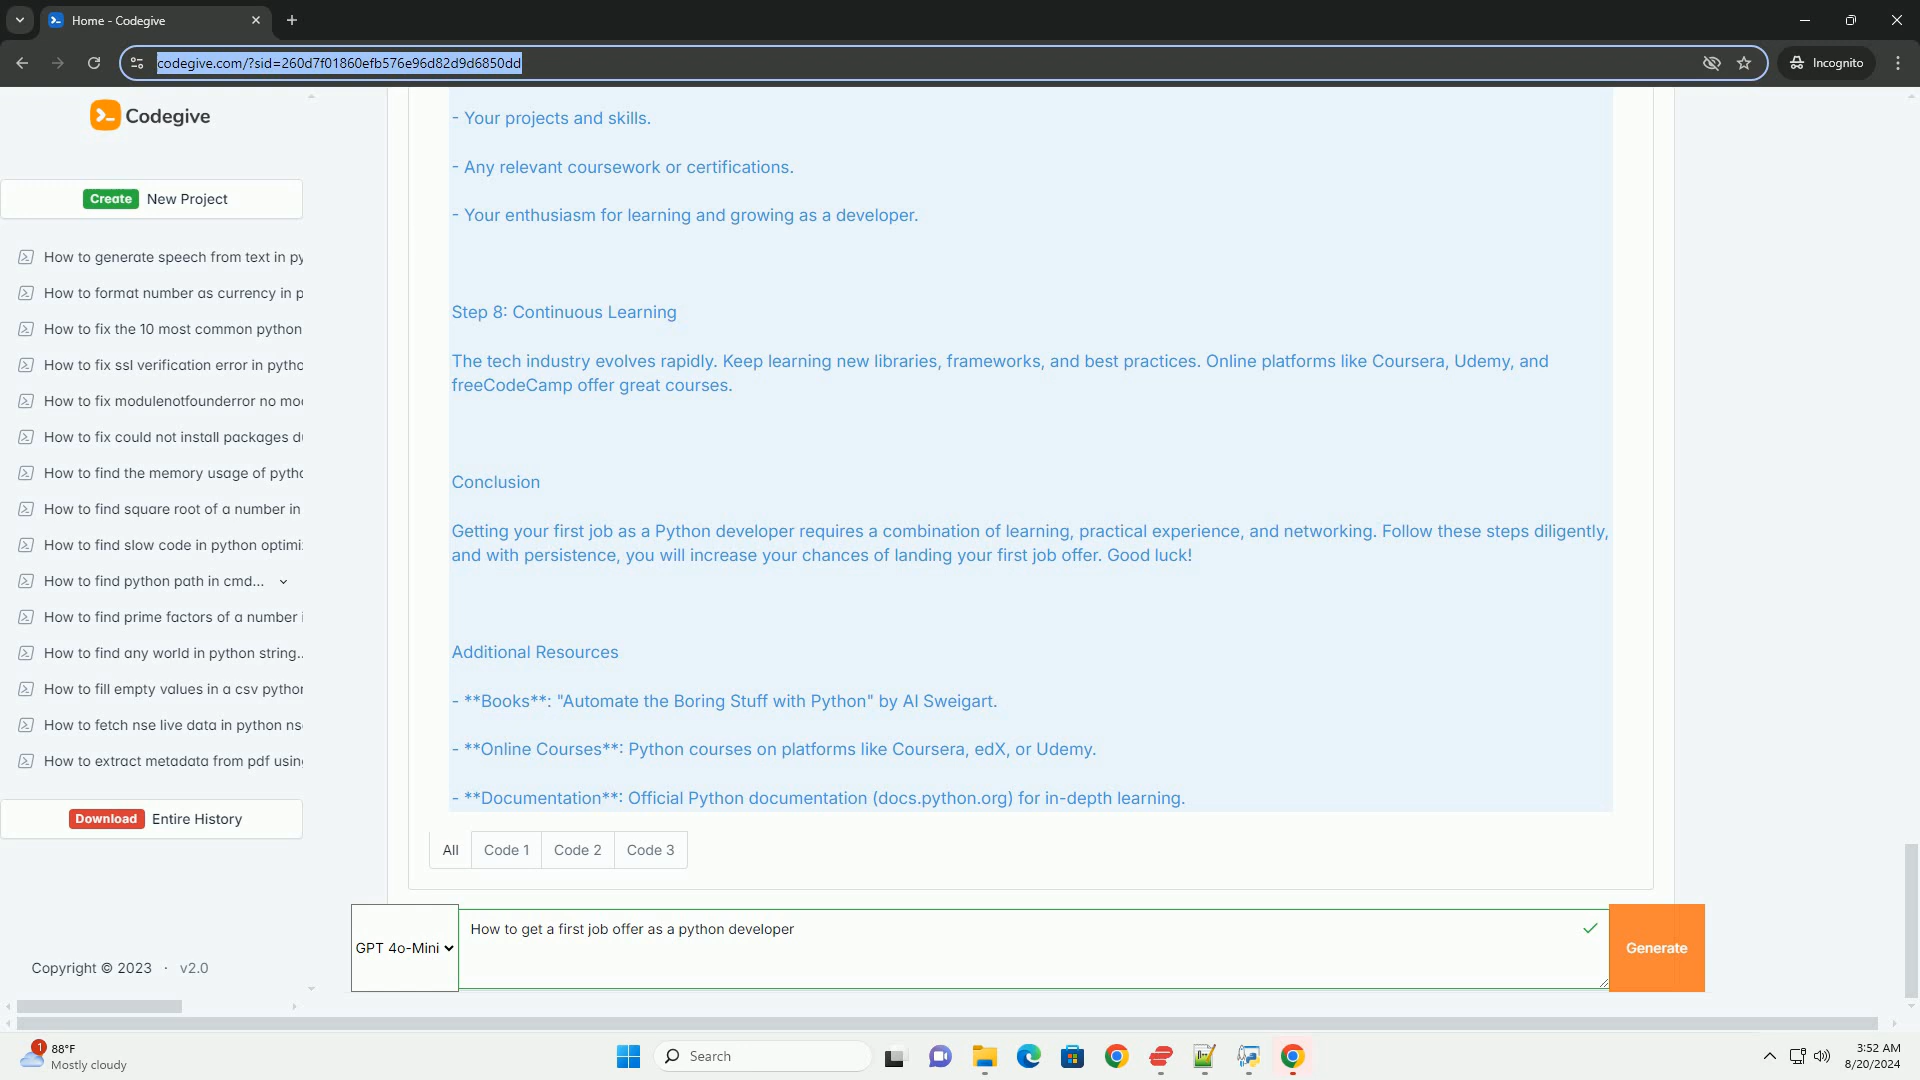 Home - Codegive
codegive.com/?sid=260d7f01860efb576e96d82d9d6850dd
Incognito
Codegive
Create New Project
How to generate speech from text in py
How to format number as currency in p
How to fix the 10 most common python
How to fix ssl verification error in pytho
How to fix modulenotfounderror no mo
How to fix could not install packages d
How to find the memory usage of pytho
How to find square root of a number in
How to find slow code in python optimi
How to find python path in cmd...
How to find prime factors of a number i
How to find any world in python string..
How to fill empty values in a csv python
How to fetch nse live data in python ns
How to extract metadata from pdf using
Download Entire History
Copyright © 2023 · v2.0
- Your projects and skills.
- Any relevant coursework or certifications.
- Your enthusiasm for learning and growing as a developer.
Step 8: Continuous Learning
The tech industry evolves rapidly. Keep learning new libraries, frameworks, and best practices. Online platforms like Coursera, Udemy, and
freeCodeCamp offer great courses.
Conclusion
Getting your first job as a Python developer requires a combination of learning, practical experience, and networking. Follow these steps diligently,
and with persistence, you will increase your chances of landing your first job offer. Good luck!
Additional Resources
- **Books**: "Automate the Boring Stuff with Python" by Al Sweigart.
- **Online Courses**: Python courses on platforms like Coursera, edX, or Udemy.
- **Documentation**: Official Python documentation (docs.python.org) for in-depth learning.
All Code 1 Code 2 Code 3
GPT 4o-Mini
How to get a first job offer as a python developer
Generate
1
88°F
Mostly cloudy
Search
3:52 AM
8/20/2024